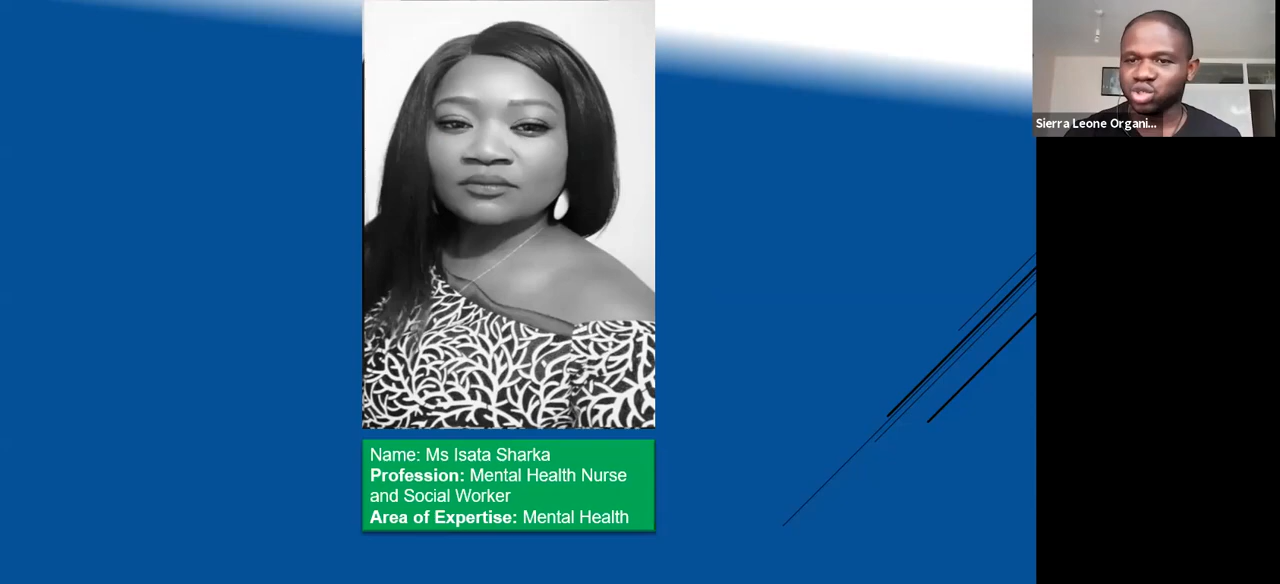 Sierra Leone Organi...
Name: Ms Isata Sharka
Profession: Mental Health Nurse
and Social Worker
Area of Expertise: Mental Health